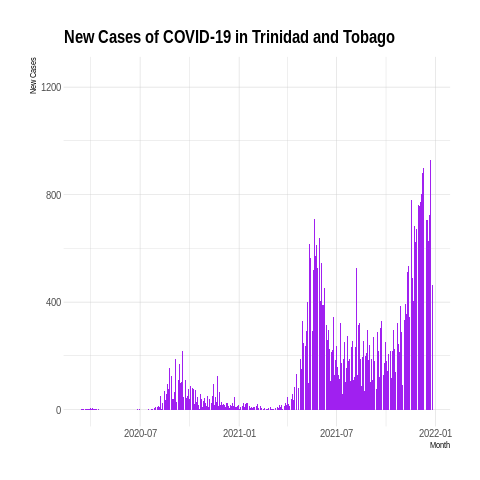 New Cases of COVID-19 in Trinidad and Tobago
New Cases
1200
800
400
0
2020-07 2021-01 2021-07 2022-01
Month